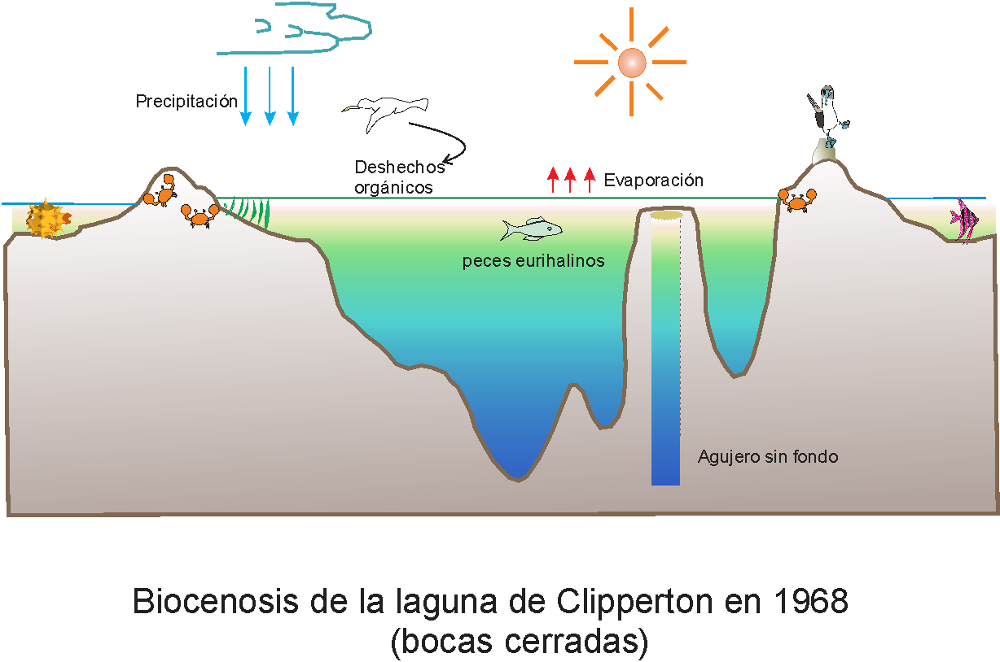 Precipitación
Deshechos
orgánicos
Evaporación
peces eurihalinos
Agujero sin fondo
Biocenosis de la laguna de Clipperton en 1968
(bocas cerradas)